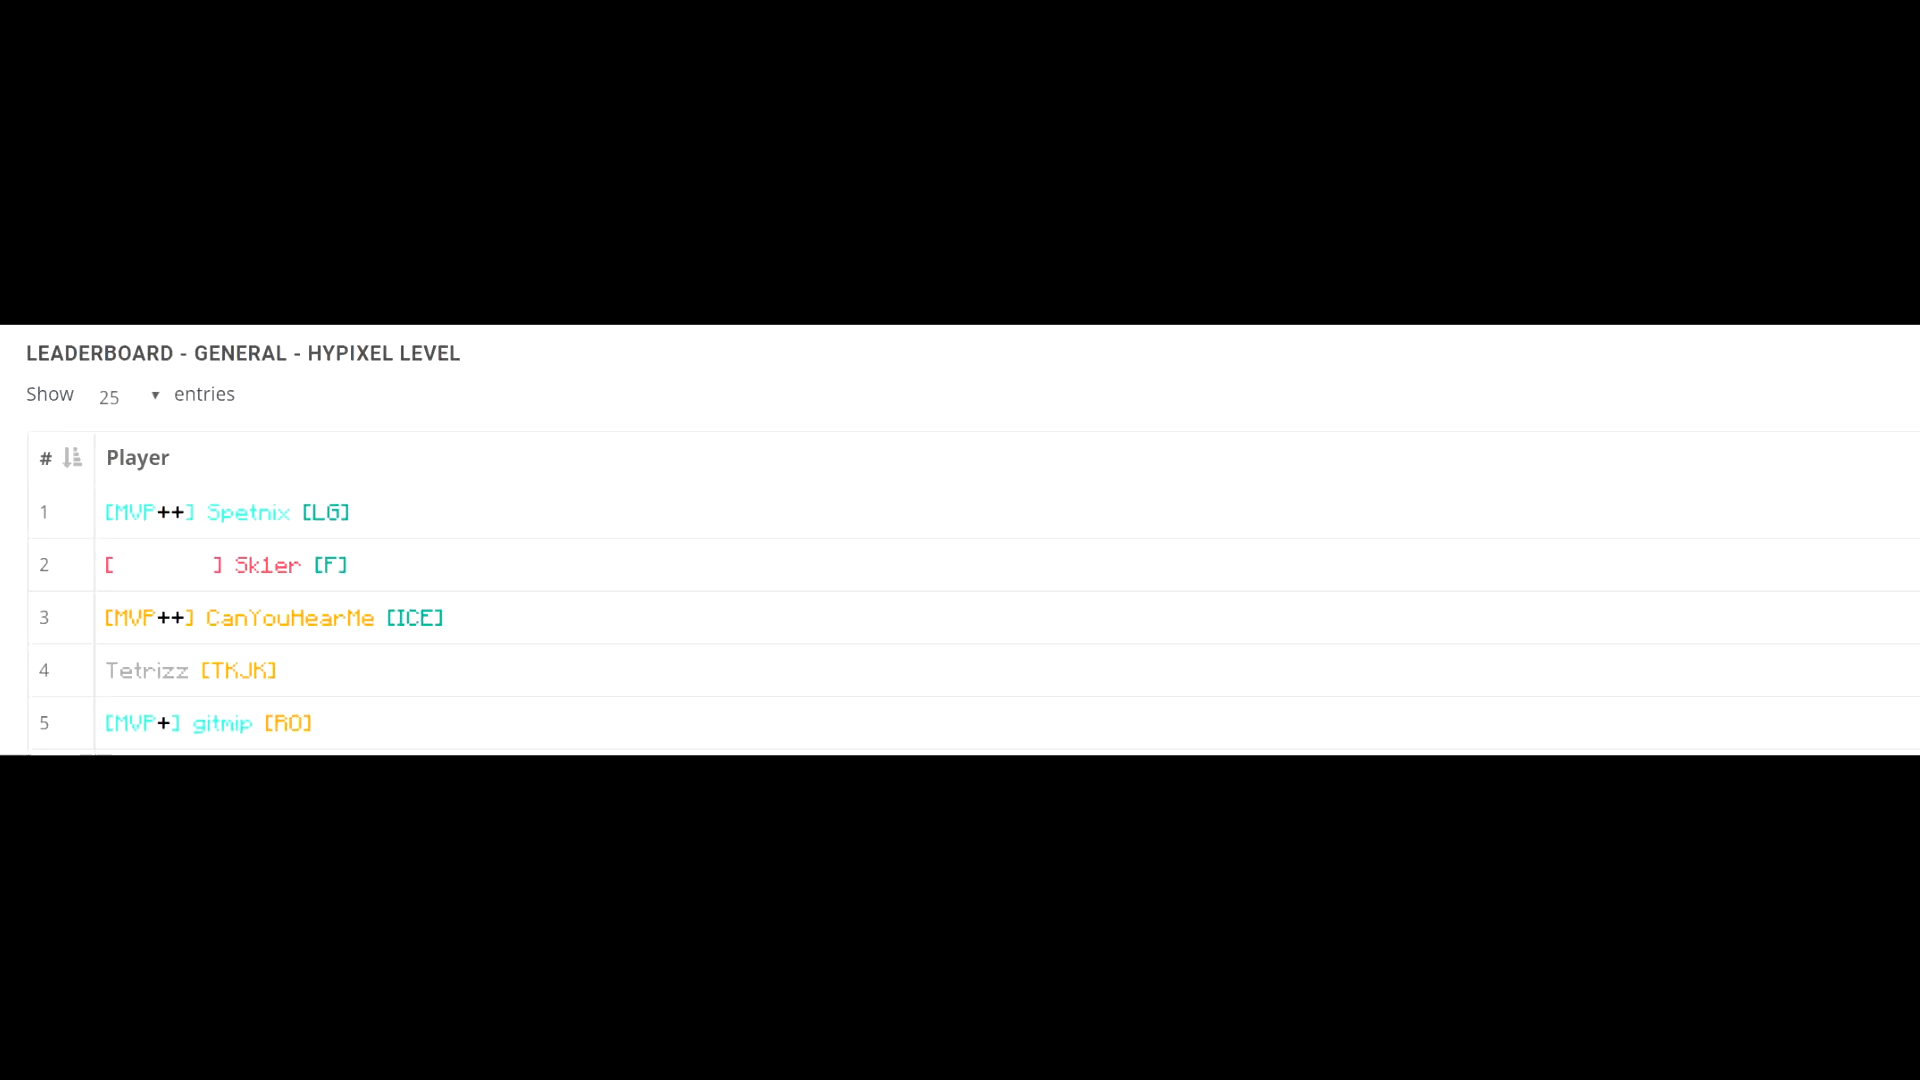 LEADERBOARD - GENERAL - HYPIXEL LEVEL
Show 25 ▼ entries
# Player
1 [MVP++] Spetnix [LG]
2 [ ] Sk1er [F]
3 [MVP++] CanYouHearMe [ICE]
4 Tetrizz [TKJK]
5 [MVP+] gitmip [RO]